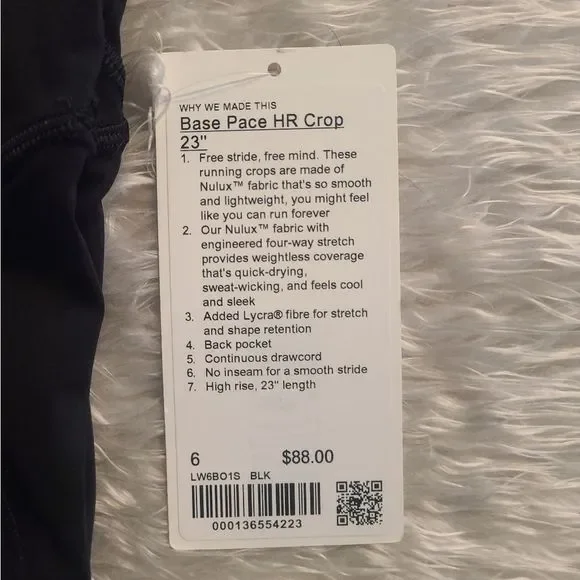 WHY WE MADE THIS
Base Pace HR Crop
23"
1. Free stride, free mind. These
running crops are made of
Nulux™ fabric that's so smooth
and lightweight, you might feel
like you can run forever
2. Our Nulux™ fabric with
engineered four-way stretch
provides weightless coverage
that's quick-drying,
sweat-wicking, and feels cool
and sleek
3. Added Lycra® fibre for stretch
and shape retention
4. Back pocket
5. Continuous drawcord
6. No inseam for a smooth stride
7. High rise, 23" length
6 $88.00
LW6BO1S BLK
000136554223